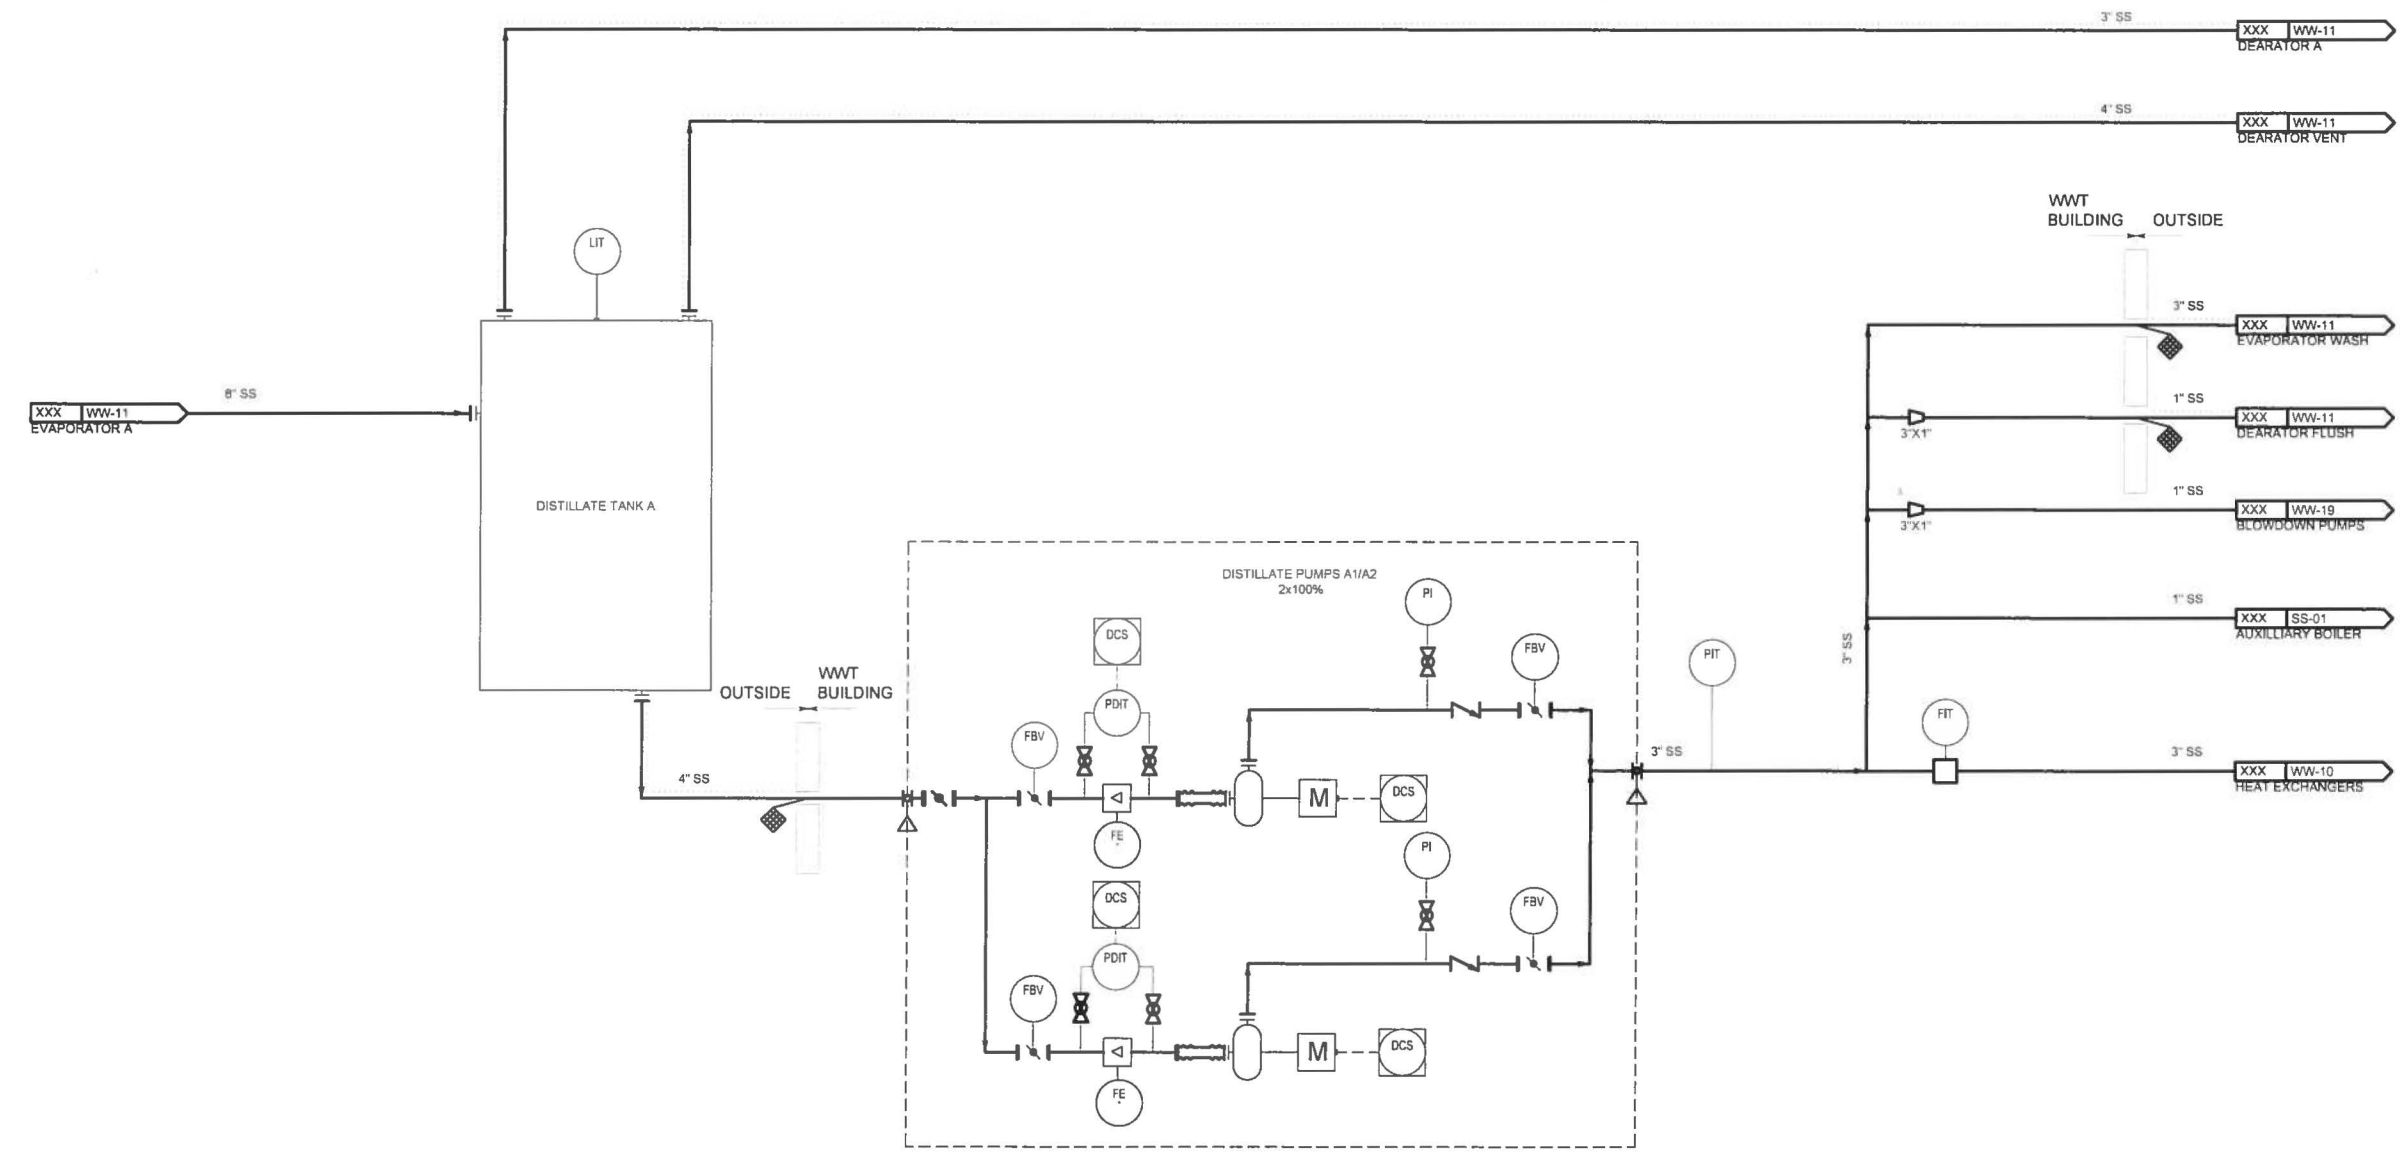 3" SS
XXX WW-11
DEARATOR A
4" SS
XXX WW-11
DEARATOR VENT
WWT
BUILDING OUTSIDE
LIT
3" SS
XXX WW-11
EVAPORATOR WASH
SS
XXX WW-11
EVAPORATOR A
1" SS
XXX WW-11
3"X1"
DEARATOR FLUSH
DISTILLATE TANK A
1" SS
XXX WW-19
3"X1"
BLOWDOWN PUMPS
DISTILLATE PUMPS A1/A2
2x100%
PI
1" SS
XXX SS-01
AUXILLIARY BOILER
DCS
FBV
PIT
3" SS
WWT
OUTSIDE BUILDING
PDIT
FBV
FIT
4" SS
3" SS
3" SS
XXX WW-10
HEAT EXCHANGERS
M
DCS
FE
PI
DCS
FBV
PDIT
FBV
M
DCS
FE